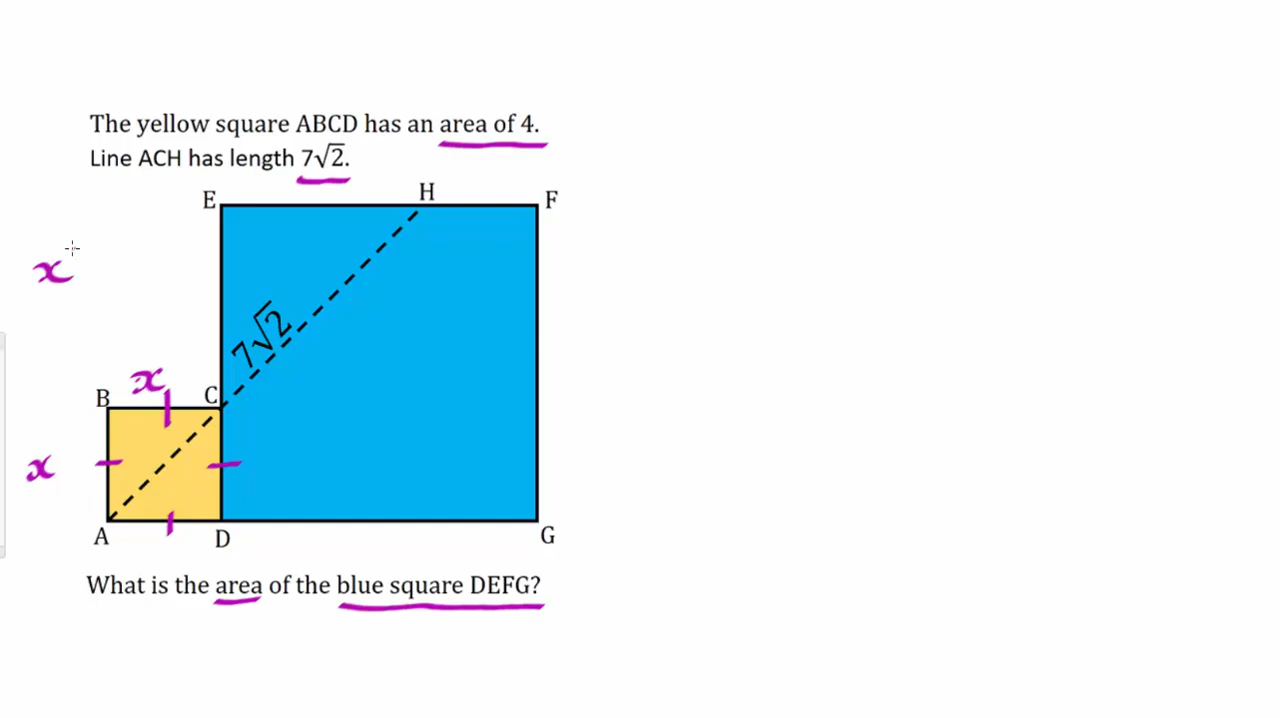 The yellow square ABCD has an area of 4.
Line ACH has length 7√2.
E H F
x
7√2
x
B C
x
A D G
What is the area of the blue square DEFG?